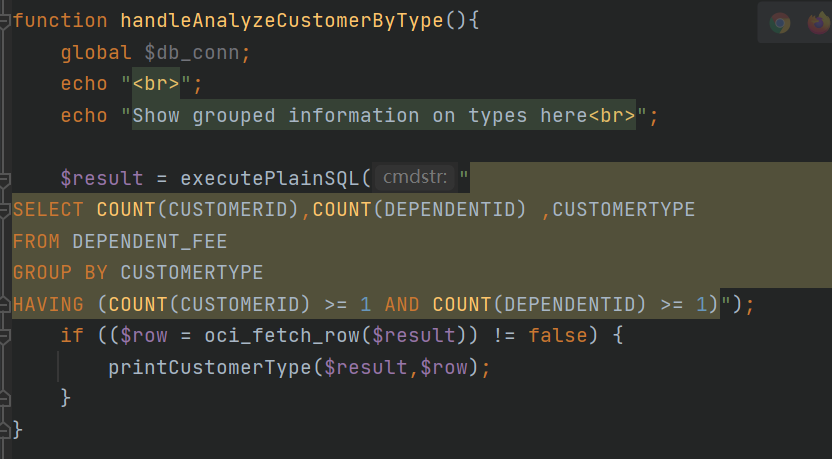 function handleAnalyzeCustomerByType(){
    global $db_conn;
    echo "<br>";
    echo "Show grouped information on types here<br>";

    $result = executePlainSQL( cmdstr: "
SELECT COUNT(CUSTOMERID),COUNT(DEPENDENTID) ,CUSTOMERTYPE
FROM DEPENDENT_FEE
GROUP BY CUSTOMERTYPE
HAVING (COUNT(CUSTOMERID) >= 1 AND COUNT(DEPENDENTID) >= 1)");
    if (($row = oci_fetch_row($result)) != false) {
        printCustomerType($result,$row);
    }
}